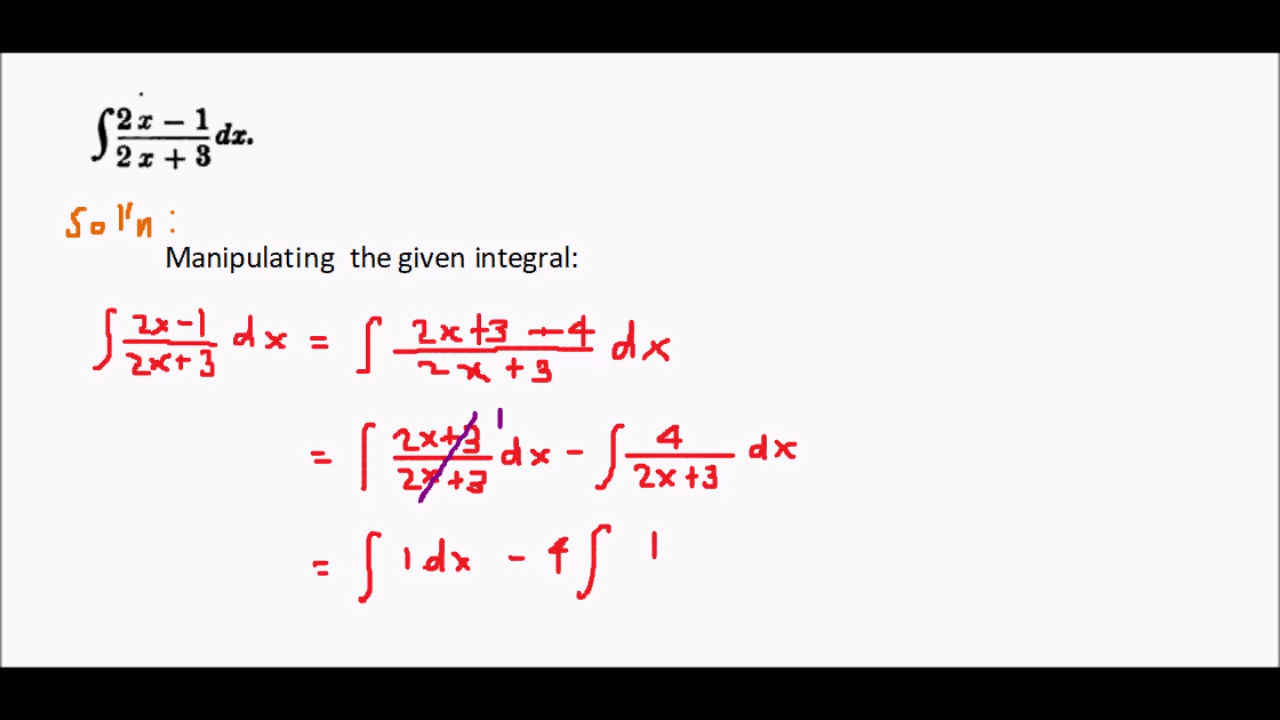 ∫ (2x − 1)/(2x + 3) dx.
Sol'n :
Manipulating the given integral:
∫ (2x−1)/(2x+3) dx = ∫ (2x+3 −4)/(2x+3) dx
= ∫ (2x+3)/(2x+3) 1 dx − ∫ 4/(2x+3) dx
= ∫ 1 dx − 4 ∫ 1